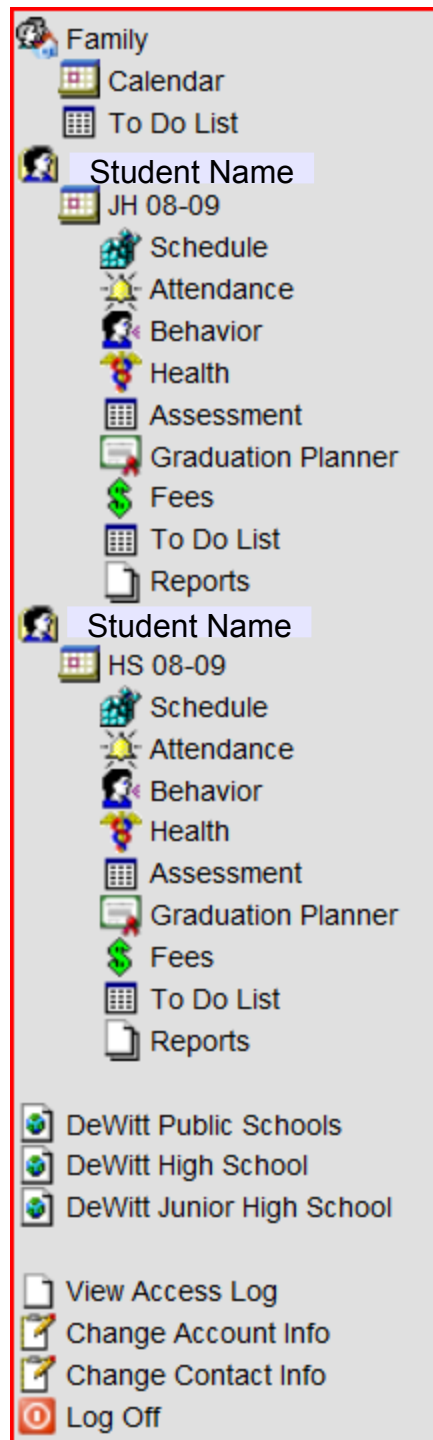 Family
Calendar
To Do List
Student Name
JH 08-09
Schedule
Attendance
Behavior
Health
Assessment
Graduation Planner
Fees
To Do List
Reports
Student Name
HS 08-09
Schedule
Attendance
Behavior
Health
Assessment
Graduation Planner
Fees
To Do List
Reports
DeWitt Public Schools
DeWitt High School
DeWitt Junior High School
View Access Log
Change Account Info
Change Contact Info
Log Off